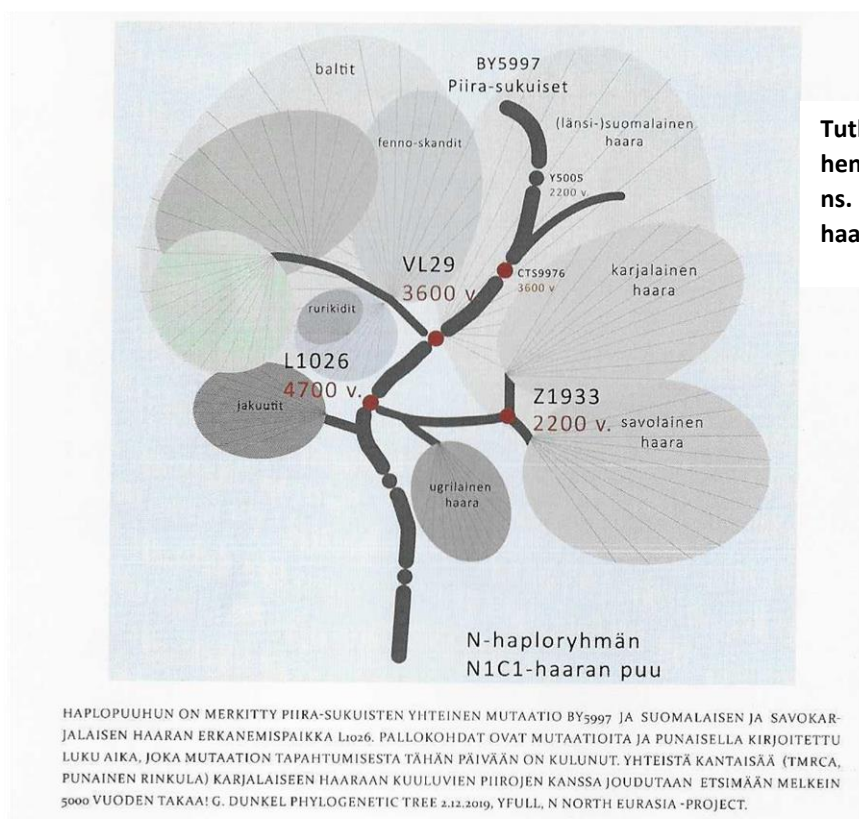 BY5997
Piira-sukuiset
baltit
(länsi-)suomalainen
haara
fenno-skandit
Y5005
2200 v.
VL29
3600 v.
CTS9976
3600 v
karjalainen
haara
rurikidit
L1026
4700 v.
Z1933
2200 v.
savolainen
haara
jakuutit
ugrilainen
haara
N-haploryhmän
N1C1-haaran puu
HAPLOPUUHUN ON MERKITTY PIIRA-SUKUISTEN YHTEINEN MUTAATIO BY5997 JA SUOMALAISEN JA SAVOKAR-
JALAISEN HAARAN ERKANEMISPAIKKA L1026. PALLOKOHDAT OVAT MUTAATIOITA JA PUNAISELLA KIRJOITETTU
LUKU AIKA, JOKA MUTAATION TAPAHTUMISESTA TÄHÄN PÄIVÄÄN ON KULUNUT. YHTEISTÄ KANTAISÄÄ (TMRCA,
PUNAINEN RINKULA) KARJALAISEEN HAARAAN KUULUVIEN PIIROJEN KANSSA JOUDUTAAN ETSIMÄÄN MELKEIN
5000 VUODEN TAKAA! G. DUNKEL PHYLOGENETIC TREE 2.12.2019, YFULL, N NORTH EURASIA -PROJECT.
hen
ns.